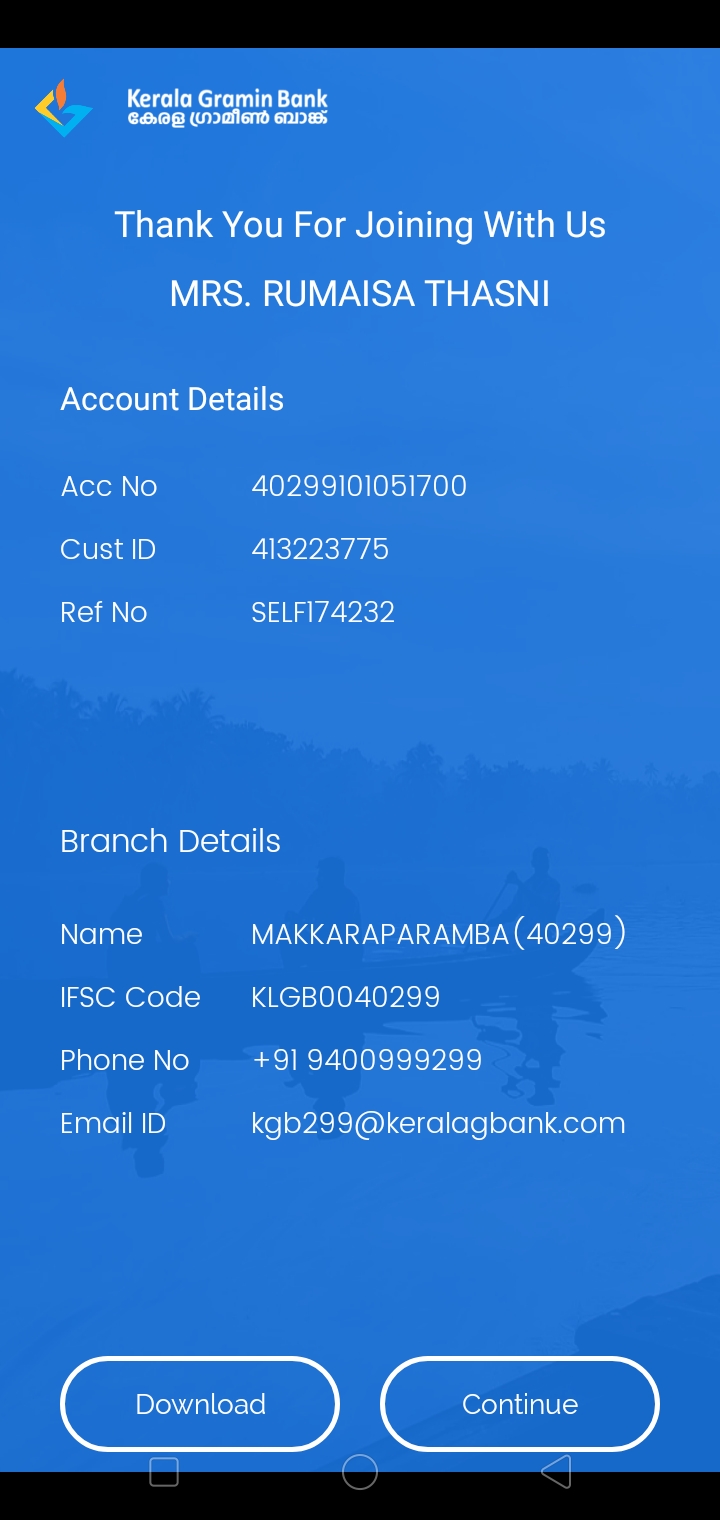 Kerala Gramin Bank
കേരള ഗ്രാമീൺ ബാങ്ക്
Thank You For Joining With Us
MRS. RUMAISA THASNI
Account Details
Acc No 40299101051700
Cust ID 413223775
Ref No SELF174232
Branch Details
Name MAKKARAPARAMBA(40299)
IFSC Code KLGB0040299
Phone No +91 9400999299
Email ID kgb299@keralagbank.com
Download Continue